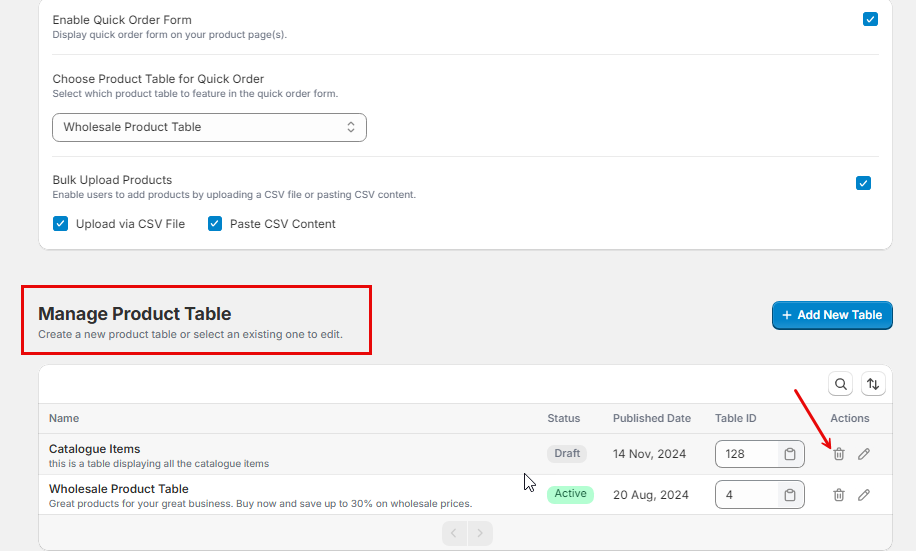 Enable Quick Order Form
Display quick order form on your product page(s).
Choose Product Table for Quick Order
Select which product table to feature in the quick order form.
Wholesale Product Table
Bulk Upload Products
Enable users to add products by uploading a CSV file or pasting CSV content.
Upload via CSV File Paste CSV Content
Manage Product Table
Create a new product table or select an existing one to edit.
+ Add New Table
Name Status Published Date Table ID Actions
Catalogue Items Draft 14 Nov, 2024 128
this is a table displaying all the catalogue items
Wholesale Product Table Active 20 Aug, 2024 4
Great products for your great business. Buy now and save up to 30% on wholesale prices.